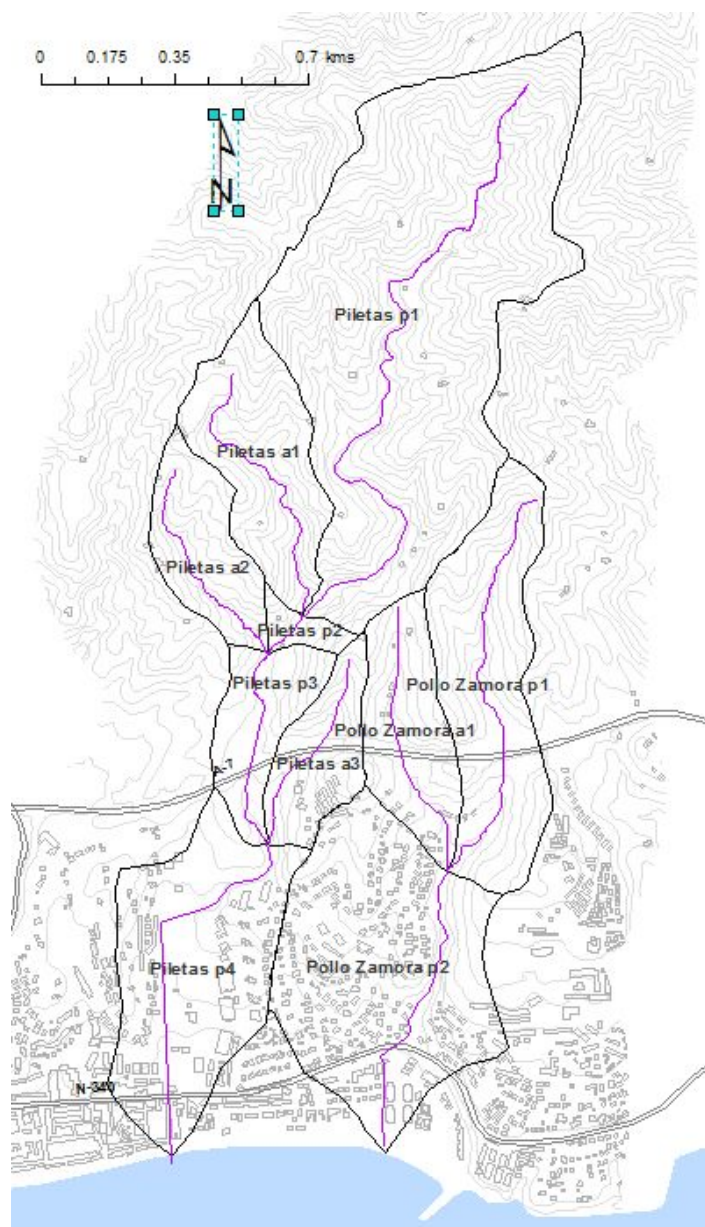 0 0.175 0.35 0.7 kms
N
Piletas p1
Piletas a1
Piletas a2
Piletas p2
Piletas p3
Pollo Zamora p1
Pollo Zamora a1
Piletas a3
A-7
Piletas p4
Pollo Zamora p2
N-340